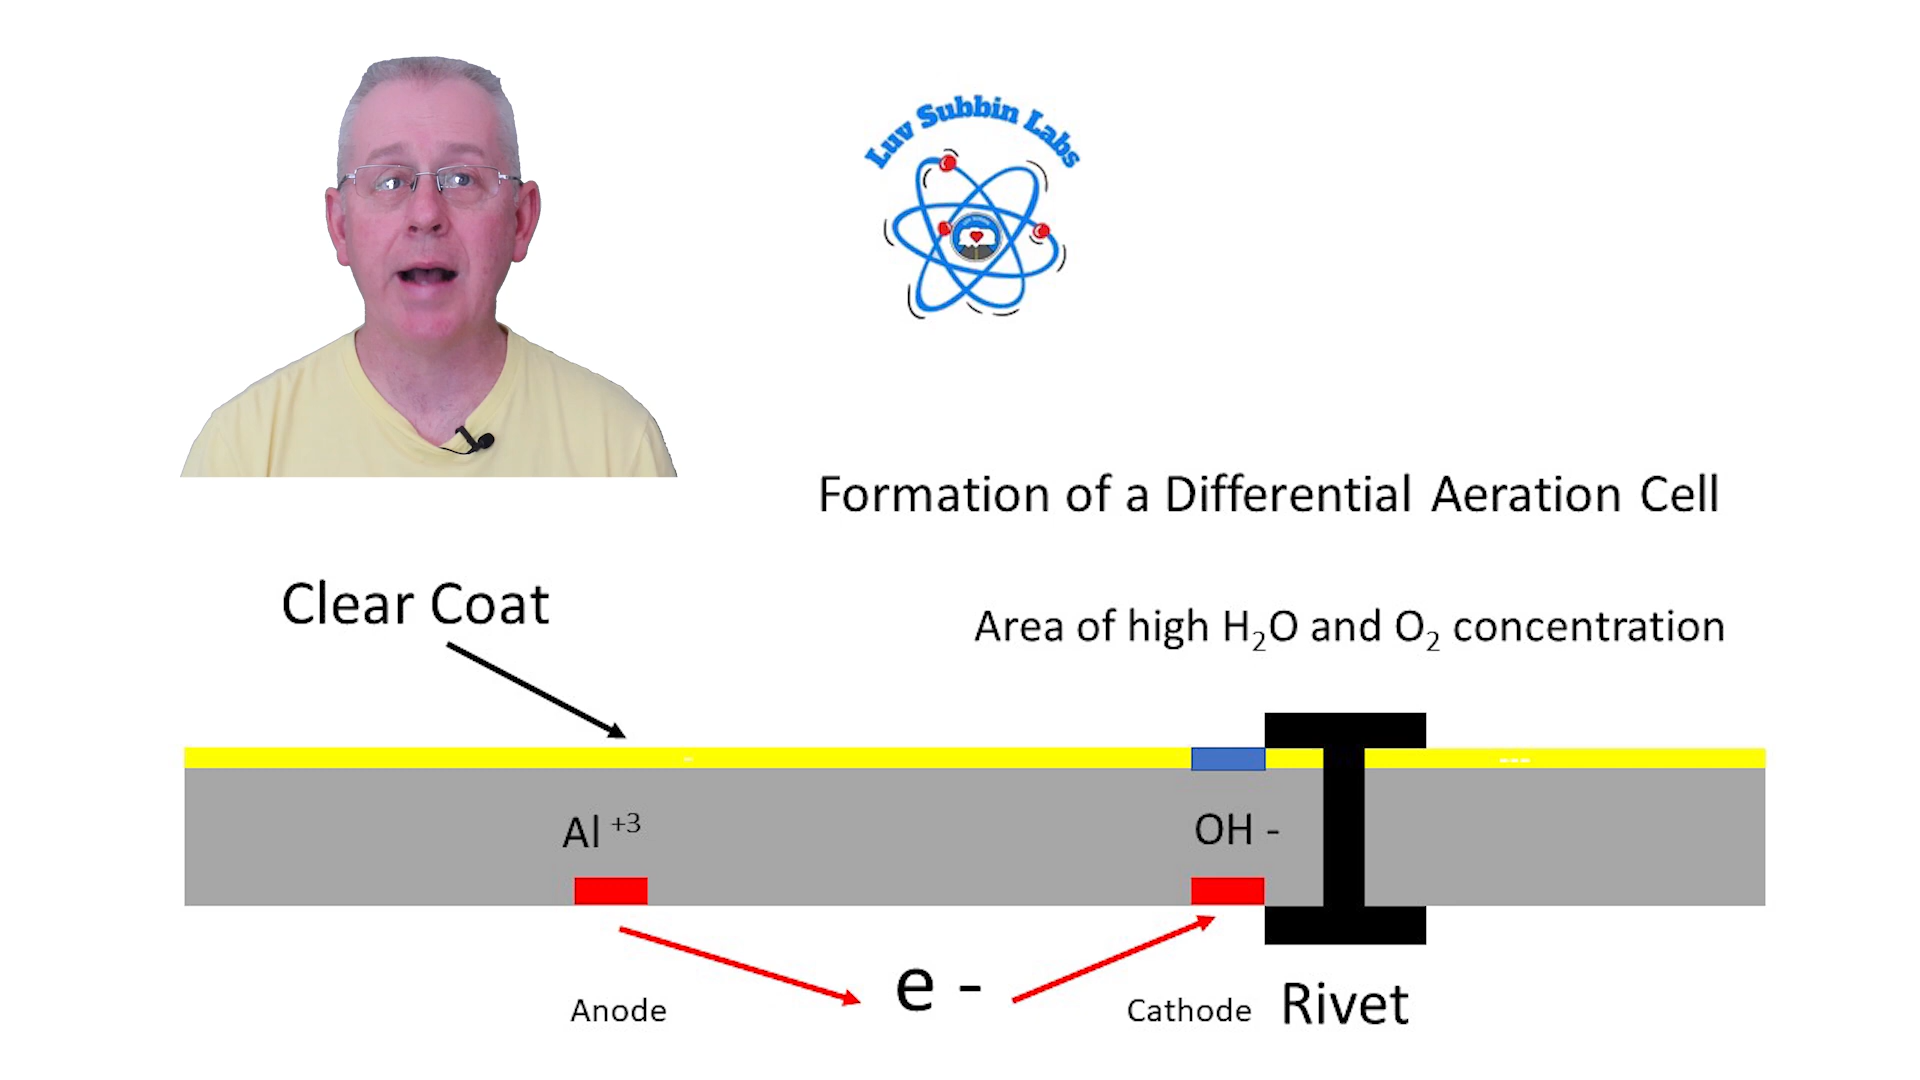 Luv Subbin Labs
Formation of a Differential Aeration Cell
Clear Coat
Area of high H₂O and O₂ concentration
Al ⁺³
OH -
e -
Anode
Cathode
Rivet